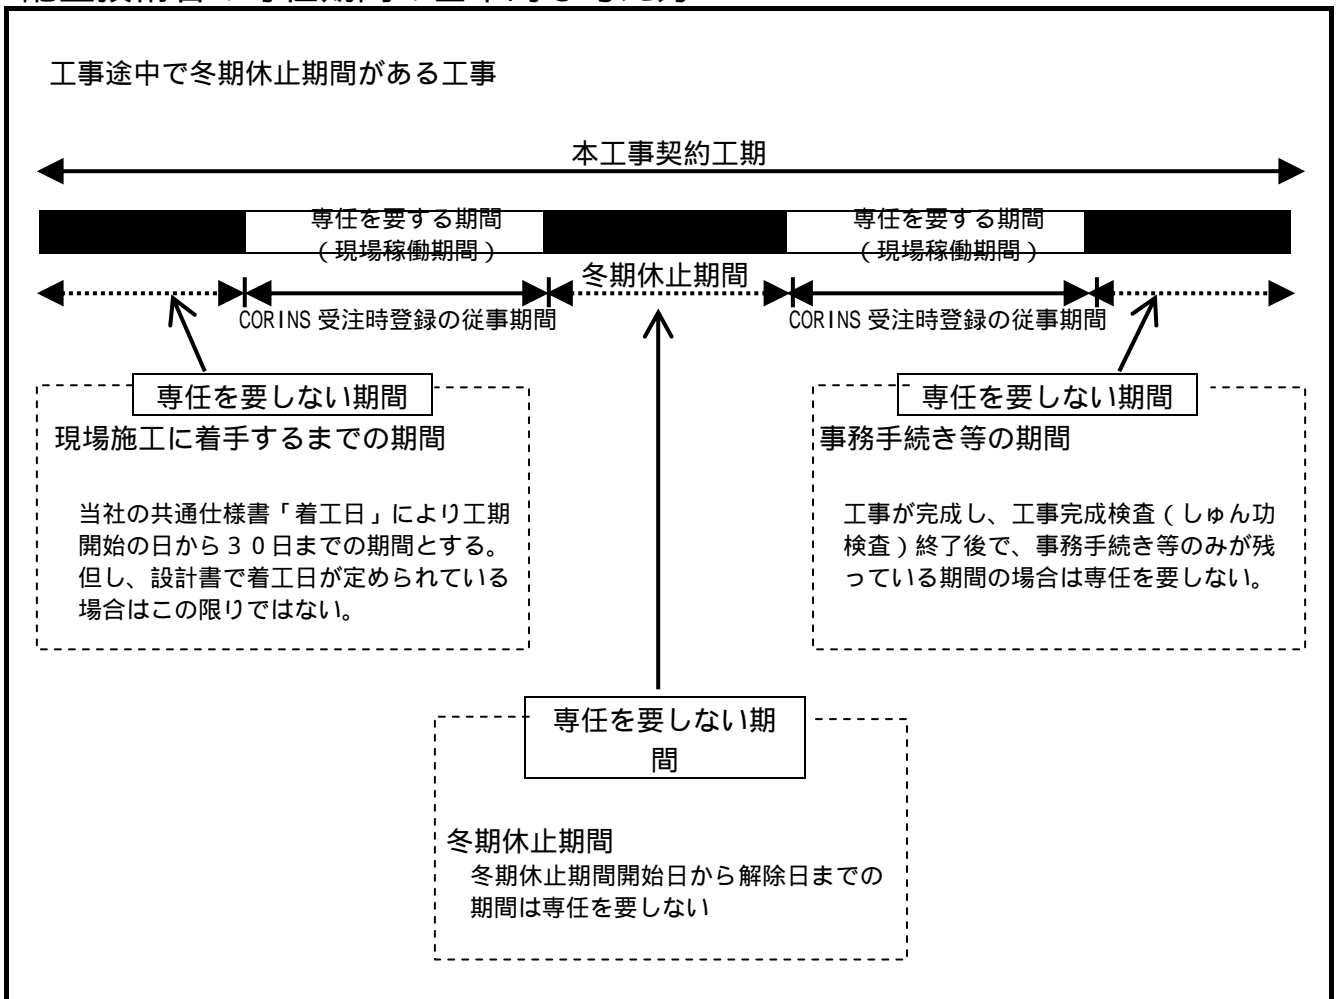 工事途中で冬期休止期間がある工事
本工事契約工期
専任を要する期間
(現場稼働期間)
専任を要する期間
(現場稼働期間)
冬期休止期間
CORINS 受注時登録の従事期間
CORINS 受注時登録の従事期間
専任を要しない期間
現場施工に着手するまでの期間
当社の共通仕様書「着工日」により工期
開始の日から30日までの期間とする。
但し、設計書で着工日が定められている
場合はこの限りではない。
専任を要しない期間
事務手続き等の期間
工事が完成し、工事完成検査(しゅん功
検査)終了後で、事務手続き等のみが残
っている期間の場合は専任を要しない。
専任を要しない期
間
冬期休止期間
冬期休止期間開始日から解除日までの
期間は専任を要しない